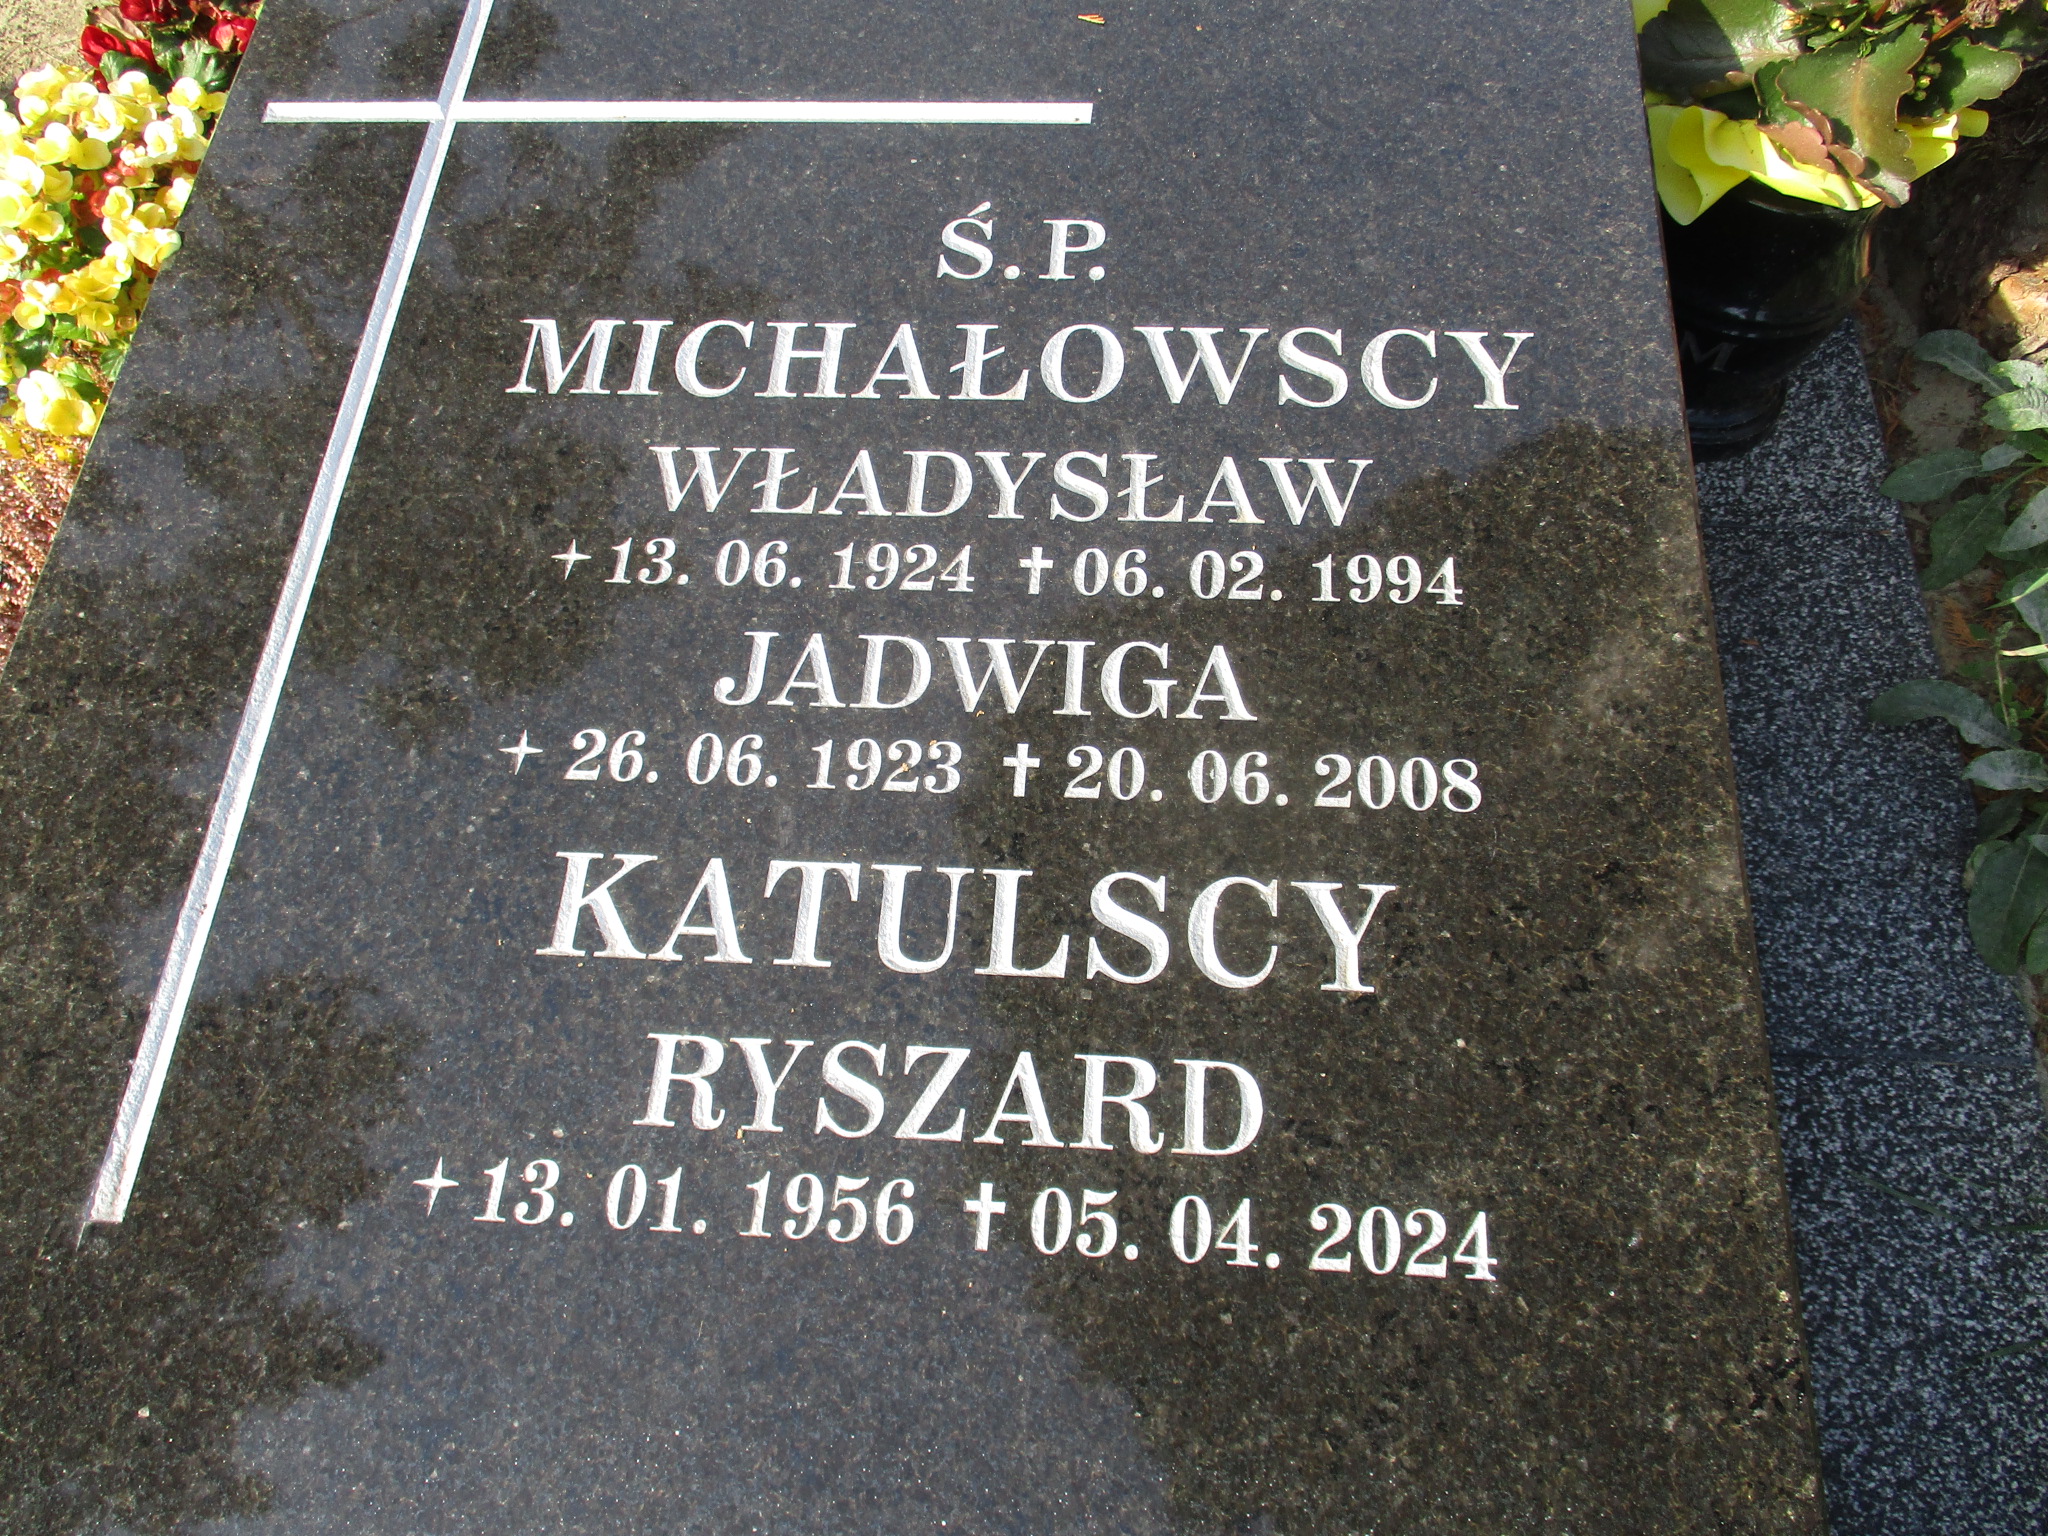 Ś. P.
MICHAŁOWSCY
WŁADYSŁAW
13. 06. 1924 ✝ 06. 02. 1994
JADWIGA
26. 06. 1923 ✝ 20. 06. 2008
KATULSCY
RYSZARD
13. 01. 1956 ✝ 05. 04. 2024
M